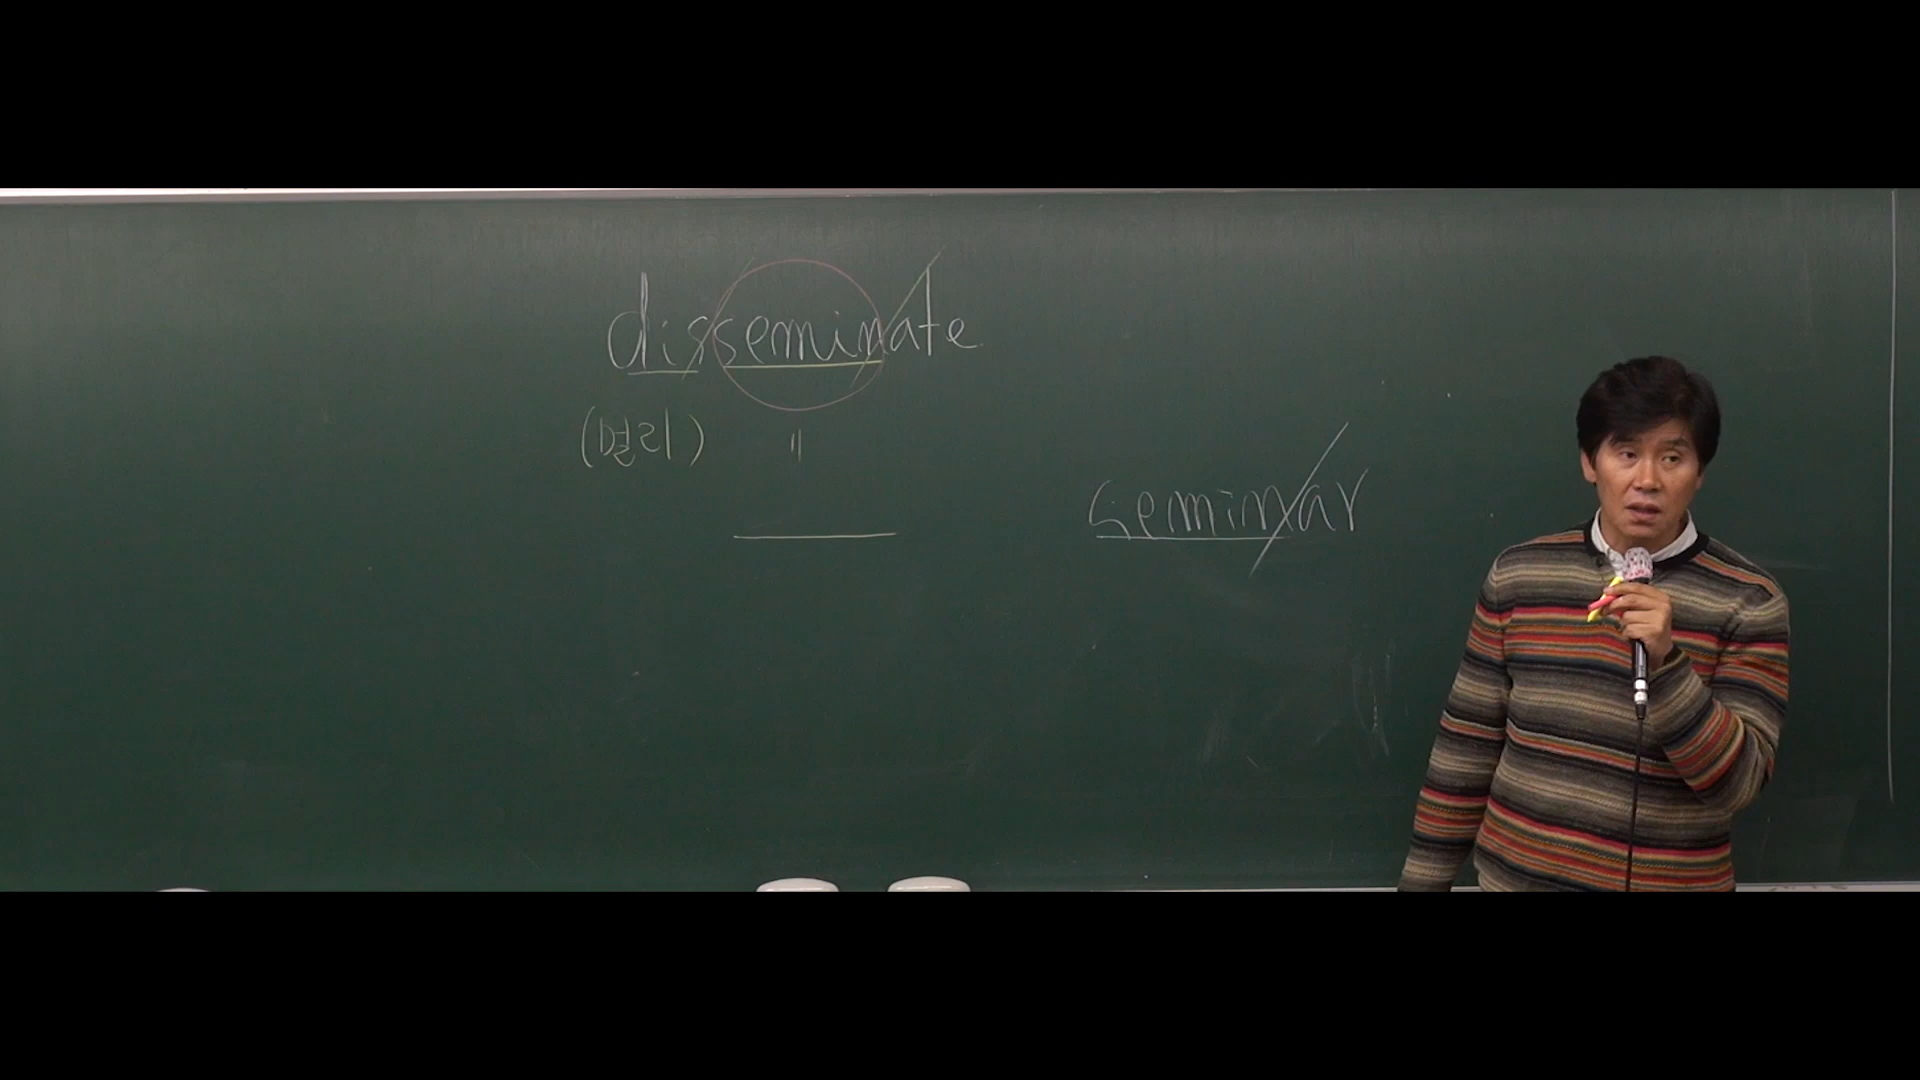 disseminate
(멀리) 〃
seminar